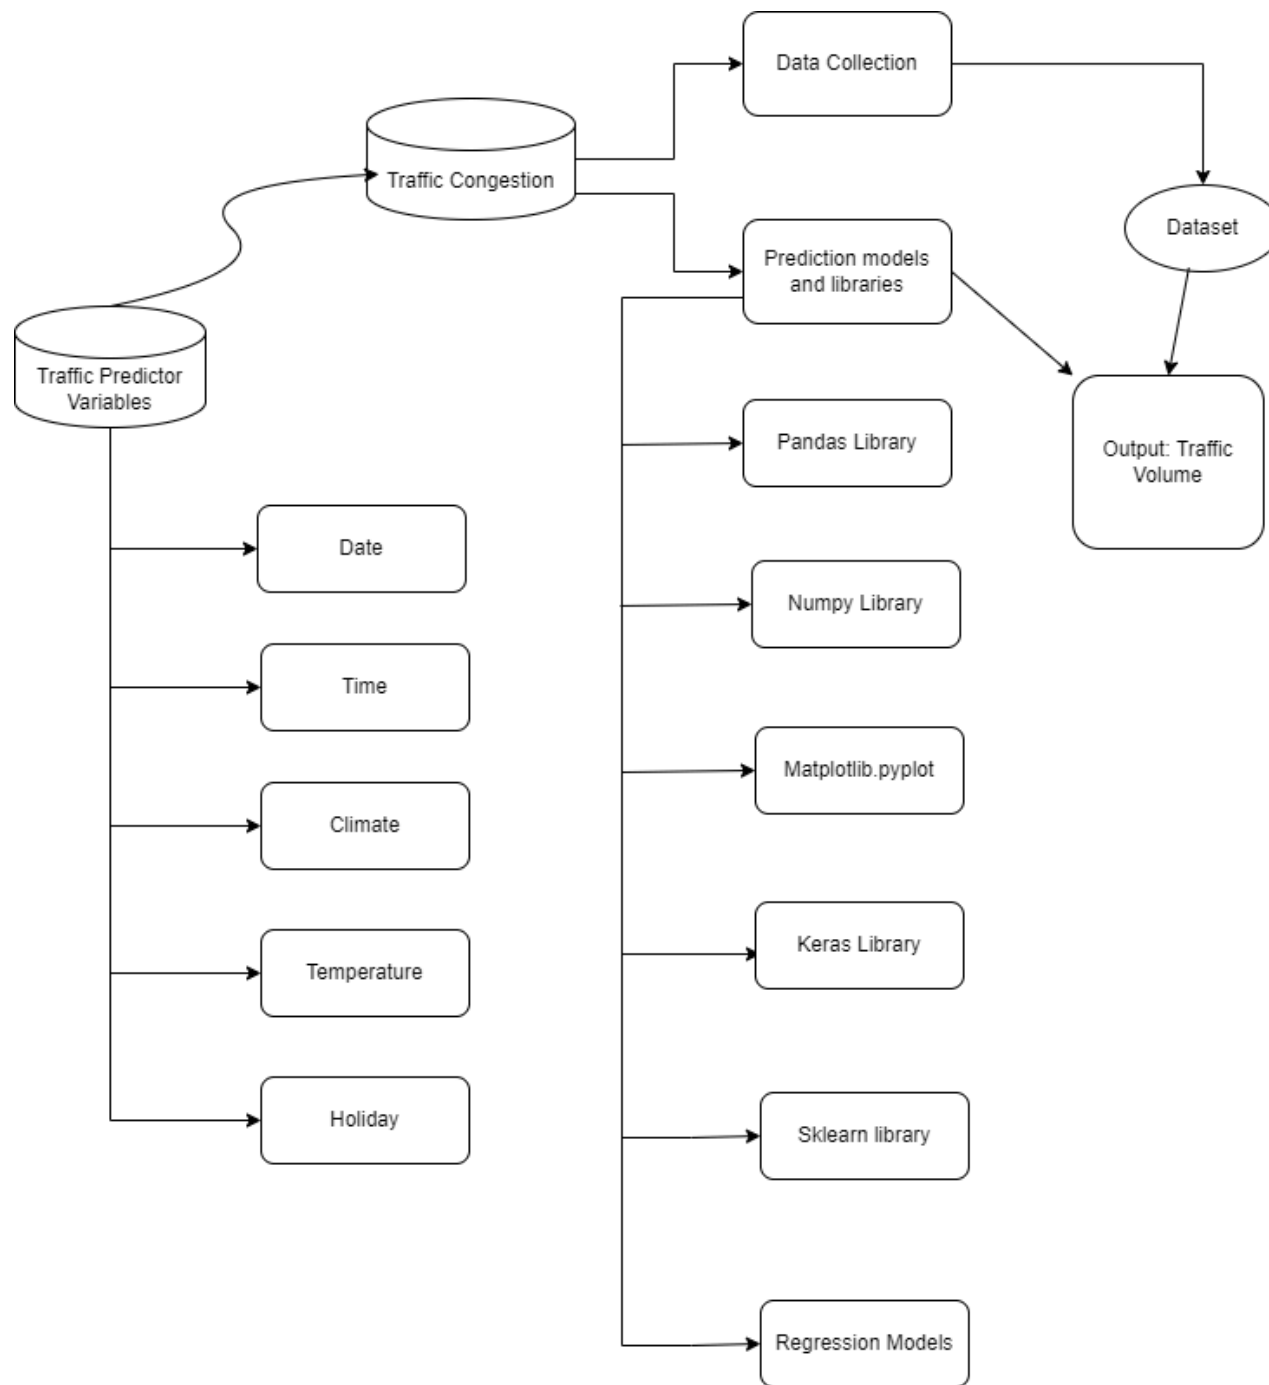 Data Collection
Traffic Congestion
Dataset
Prediction models
and libraries
Traffic Predictor
Variables
Pandas Library
Output: Traffic
Volume
Date
Numpy Library
Time
Matplotlib.pyplot
Climate
Keras Library
Temperature
Holiday
Sklearn library
Regression Models